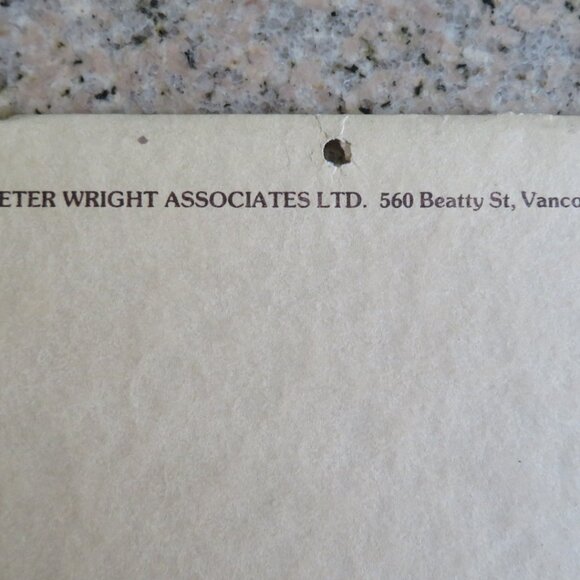 ETER WRIGHT ASSOCIATES LTD. 560 Beatty St, Vanco